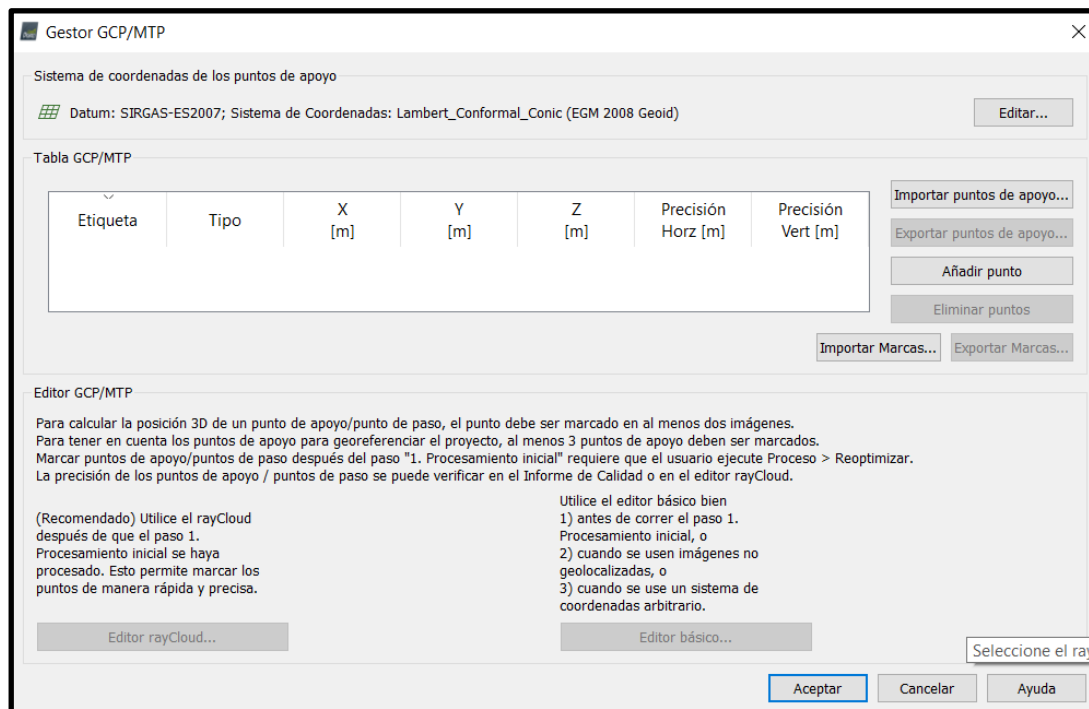 Gestor GCP/MTP
Sistema de coordenadas de los puntos de apoyo
Datum: SIRGAS-ES2007; Sistema de Coordenadas: Lambert_Conformal_Conic (EGM 2008 Geoid)
Editar...
Tabla GCP/MTP
Etiqueta
Tipo
X
[m]
Y
[m]
Z
[m]
Precisión
Horz [m]
Precisión
Vert [m]
Importar puntos de apoyo...
Exportar puntos de apoyo...
Añadir punto
Eliminar puntos
Importar Marcas...
Exportar Marcas...
Editor GCP/MTP
Para calcular la posición 3D de un punto de apoyo/punto de paso, el punto debe ser marcado en al menos dos imágenes.
Para tener en cuenta los puntos de apoyo para georeferenciar el proyecto, al menos 3 puntos de apoyo deben ser marcados.
Marcar puntos de apoyo/puntos de paso después del paso "1. Procesamiento inicial" requiere que el usuario ejecute Proceso > Reoptimizar.
La precisión de los puntos de apoyo / puntos de paso se puede verificar en el Informe de Calidad o en el editor rayCloud.
(Recomendado) Utilice el rayCloud
después de que el paso 1.
Procesamiento inicial se haya
procesado. Esto permite marcar los
puntos de manera rápida y precisa.
Editor rayCloud...
Utilice el editor básico bien
1) antes de correr el paso 1.
Procesamiento inicial, o
2) cuando se usen imágenes no
geolocalizadas, o
3) cuando se use un sistema de
coordenadas arbitrario.
Editor básico...
Seleccione el ray
Aceptar
Cancelar
Ayuda